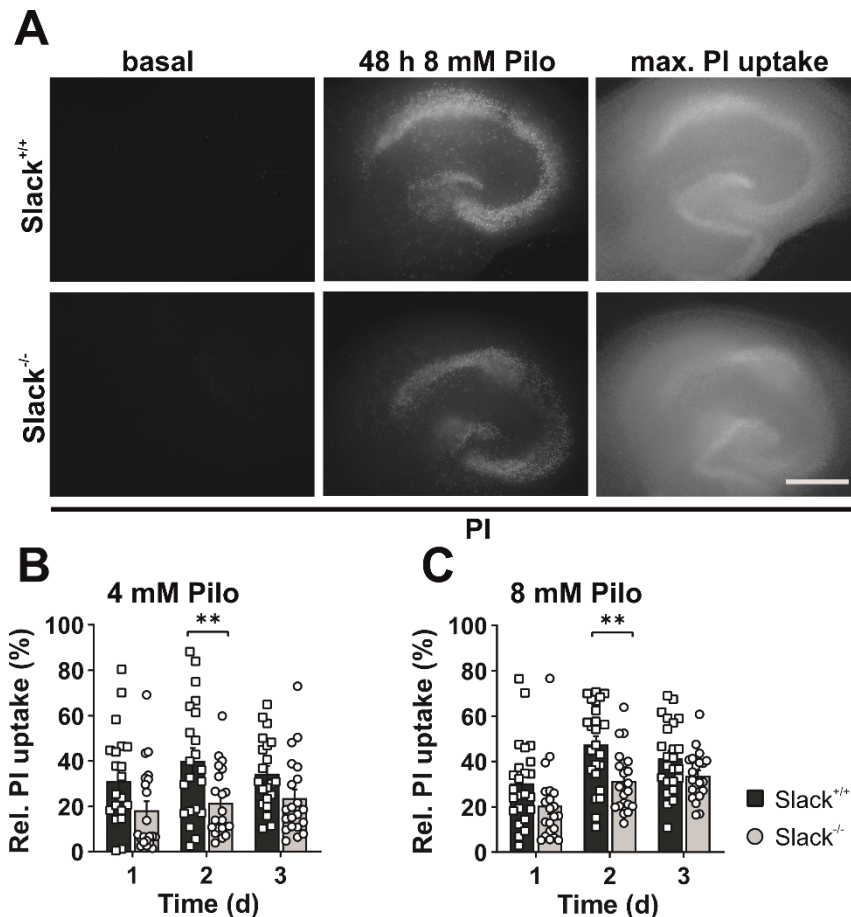 A
basal 48 h 8 mM Pilo max. PI uptake
Slack+/+
Slack-/-
PI
B
4 mM Pilo
Rel. PI uptake (%)
100
80
60
40
20
0
**
1 2 3
Time (d)
C
8 mM Pilo
Rel. PI uptake (%)
100
80
60
40
20
0
**
1 2 3
Time (d)
Slack+/+
Slack-/-